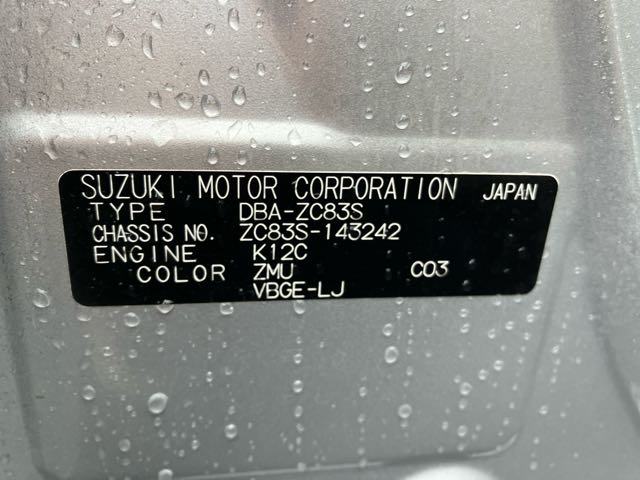 SUZUKI MOTOR CORPORATION JAPAN
TYPE DBA-ZC83S
CHASSIS NO. ZC83S-143242
ENGINE K12C
COLOR ZMU C03
VBGE-LJ